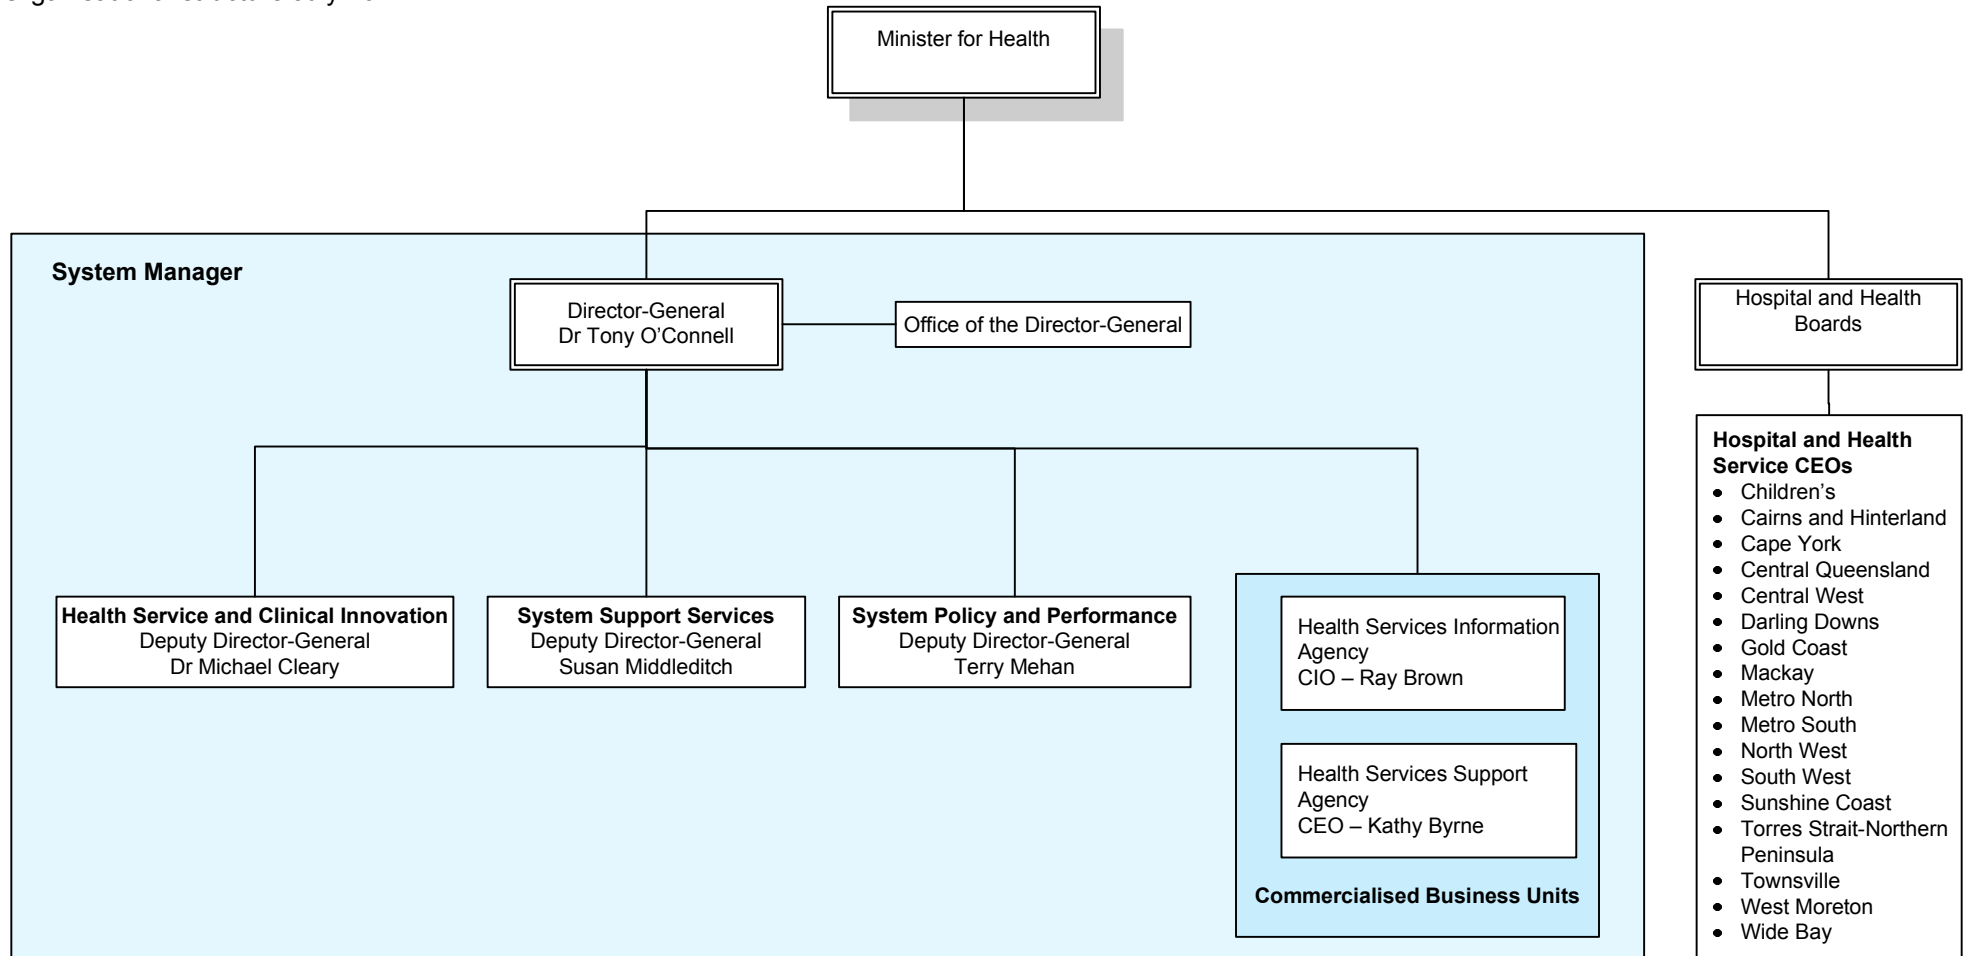 Minister for Health
System Manager
Director-General
Dr Tony O’Connell
Office of the Director-General
Hospital and Health
Boards
Health Service and Clinical Innovation
Deputy Director-General
Dr Michael Cleary
System Support Services
Deputy Director-General
Susan Middleditch
System Policy and Performance
Deputy Director-General
Terry Mehan
Health Services Information
Agency
CIO – Ray Brown
Health Services Support
Agency
CEO – Kathy Byrne
Commercialised Business Units
Hospital and Health
Service CEOs
• Children’s
• Cairns and Hinterland
• Cape York
• Central Queensland
• Central West
• Darling Downs
• Gold Coast
• Mackay
• Metro North
• Metro South
• North West
• South West
• Sunshine Coast
• Torres Strait-Northern
Peninsula
• Townsville
• West Moreton
• Wide Bay